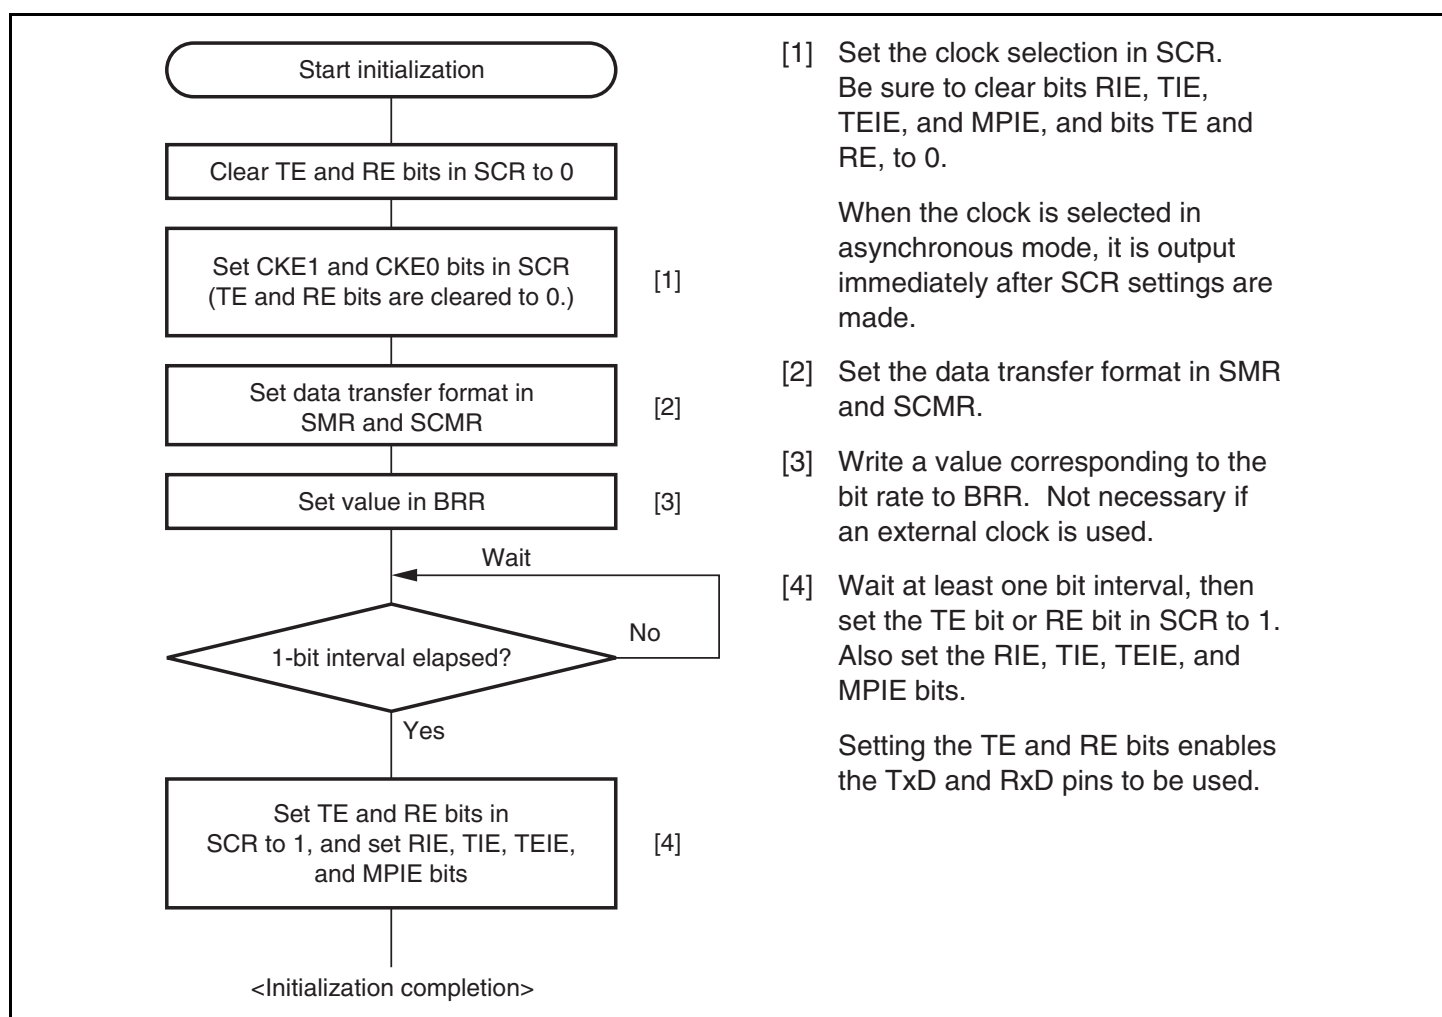 Start initialization
Clear TE and RE bits in SCR to 0
Set CKE1 and CKE0 bits in SCR
(TE and RE bits are cleared to 0.)
[1]
Set data transfer format in
SMR and SCMR
[2]
Set value in BRR
[3]
Wait
No
1-bit interval elapsed?
Yes
Set TE and RE bits in
SCR to 1, and set RIE, TIE, TEIE,
and MPIE bits
[4]
<Initialization completion>
[1] Set the clock selection in SCR.
Be sure to clear bits RIE, TIE,
TEIE, and MPIE, and bits TE and
RE, to 0.
When the clock is selected in
asynchronous mode, it is output
immediately after SCR settings are
made.
[2] Set the data transfer format in SMR
and SCMR.
[3] Write a value corresponding to the
bit rate to BRR.  Not necessary if
an external clock is used.
[4] Wait at least one bit interval, then
set the TE bit or RE bit in SCR to 1.
Also set the RIE, TIE, TEIE, and
MPIE bits.
Setting the TE and RE bits enables
the TxD and RxD pins to be used.